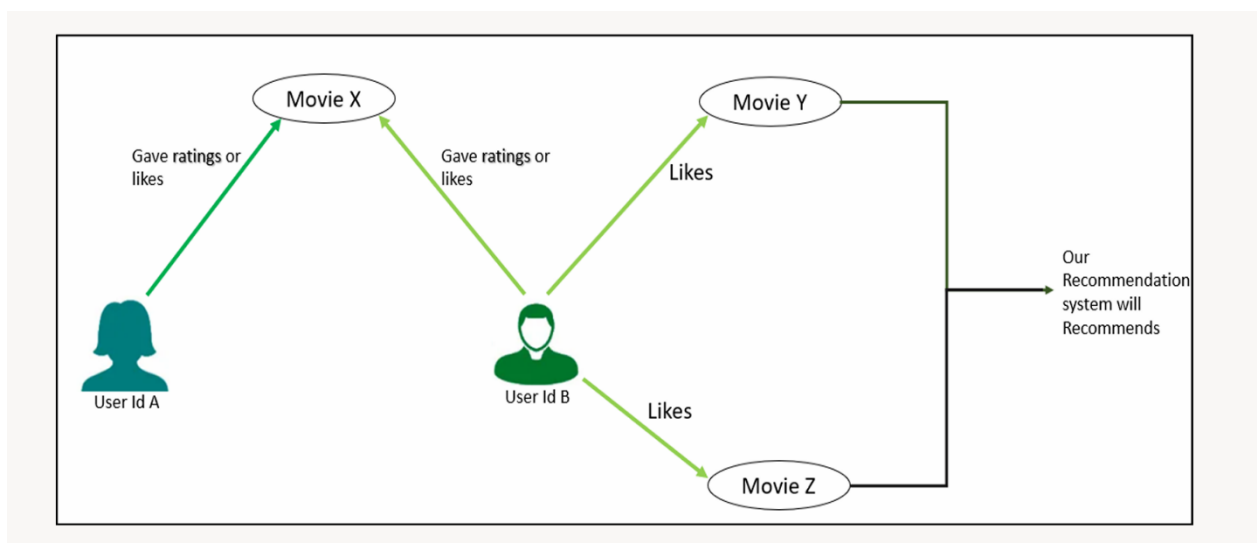 Movie X
Movie Y
Gave ratings or
likes
Gave ratings or
likes
Likes
Our
Recommendation
system will
Recommends
User Id A
User Id B
Likes
Movie Z